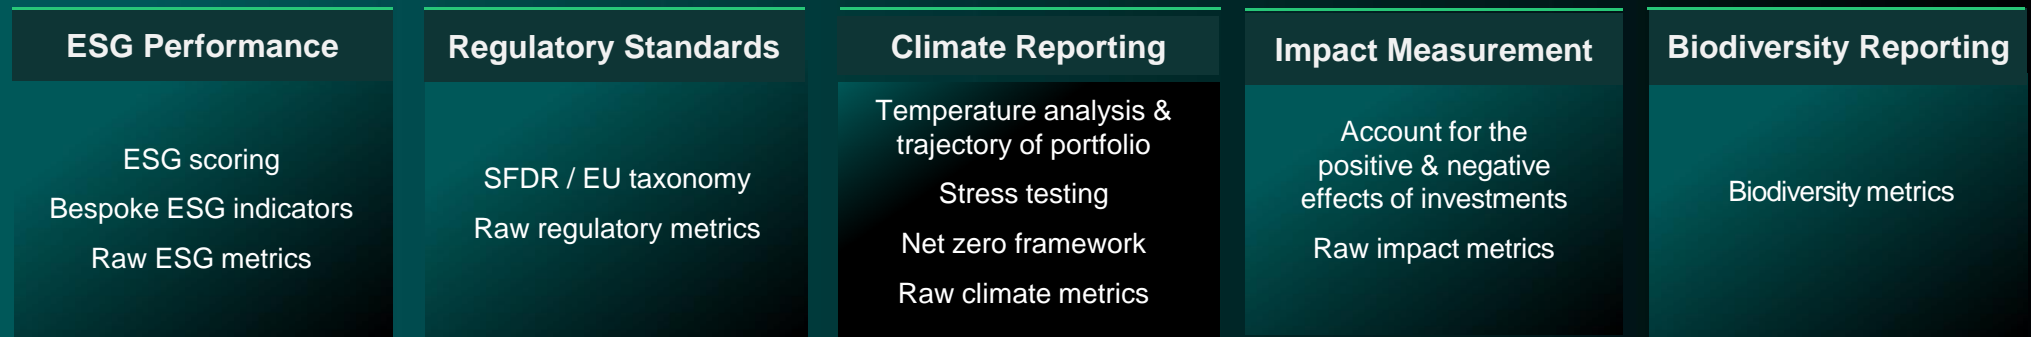 ESG Performance
ESG scoring
Bespoke ESG indicators
Raw ESG metrics
Regulatory Standards
SFDR / EU taxonomy
Raw regulatory metrics
Climate Reporting
Temperature analysis &
trajectory of portfolio
Stress testing
Net zero framework
Raw climate metrics
Impact Measurement
Account for the
positive & negative
effects of investments
Raw impact metrics
Biodiversity Reporting
Biodiversity metrics